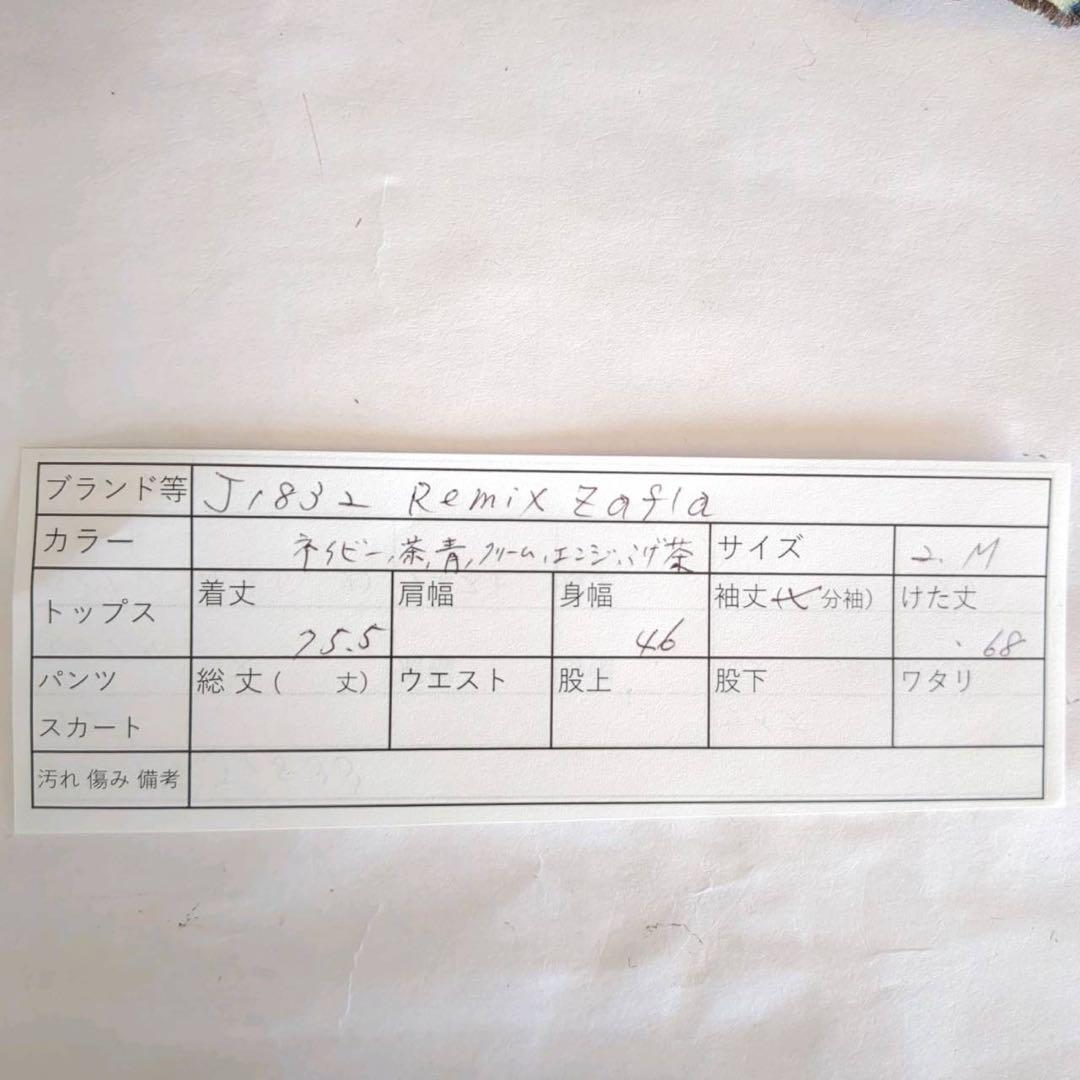 ブランド等 J1832 Remix Zafla
カラー ネイビー,茶,青,クリーム,エンジ,こげ茶 サイズ 2.M
トップス 着丈 75.5 肩幅 身幅 46 袖丈(七分袖) けた丈 68
パンツ スカート 総丈( 丈) ウエスト 股上 股下 ワタリ
汚れ 傷み 備考